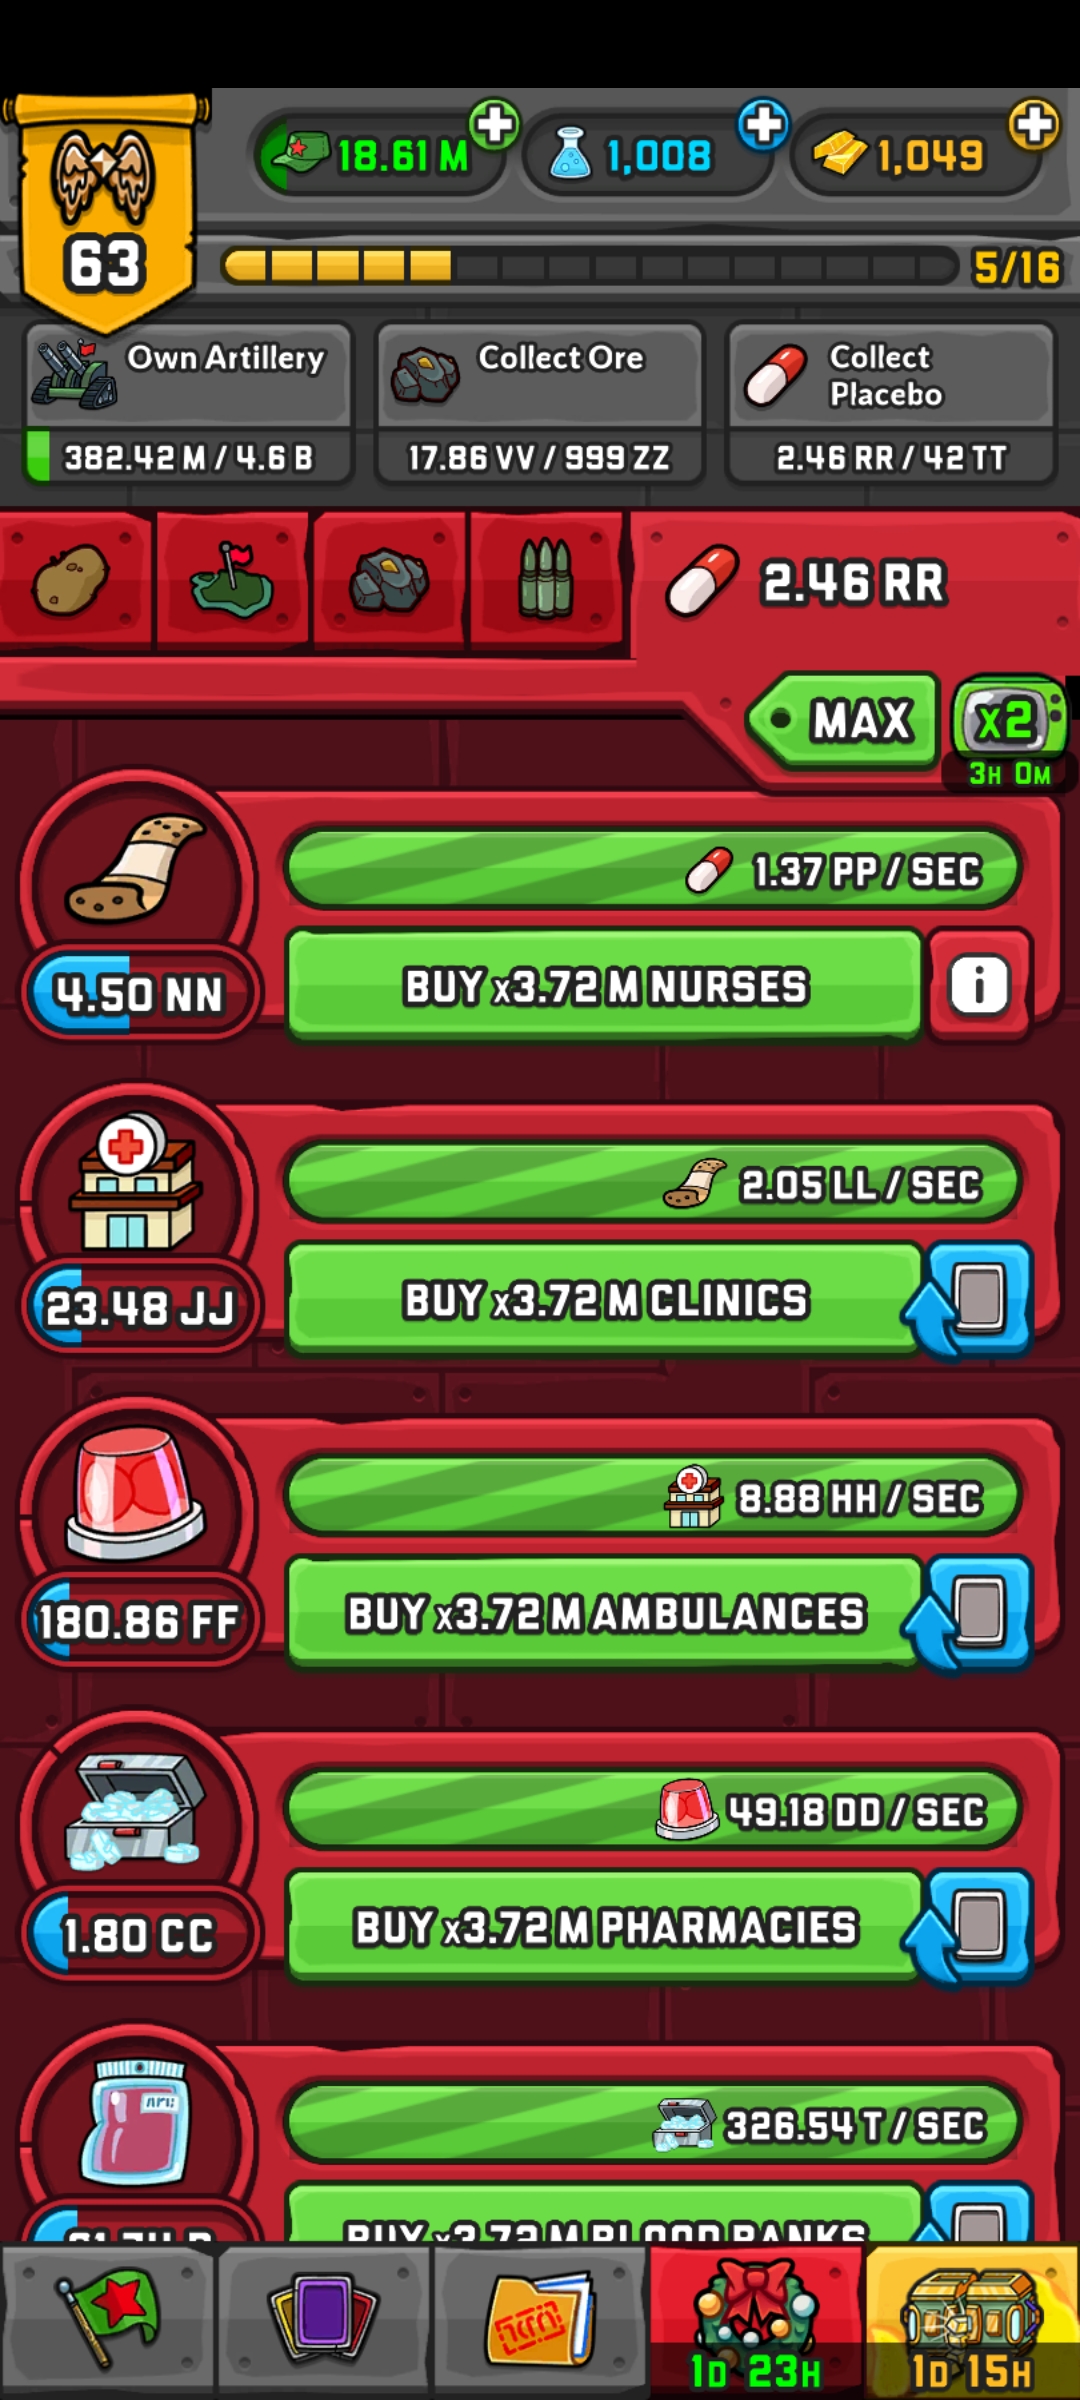 18.61 M
1,008
1,049
63
5/16
Own Artillery
382.42 M / 4.6 B
Collect Ore
17.86 VV / 999 ZZ
Collect
Placebo
2.46 RR / 42 TT
2.46 RR
MAX
x2
3H 0M
1.37 PP / SEC
4.50 NN
BUY x3.72 M NURSES
i
2.05 LL / SEC
23.48 JJ
BUY x3.72 M CLINICS
8.88 HH / SEC
180.86 FF
BUY x3.72 M AMBULANCES
49.18 DD / SEC
1.80 CC
BUY x3.72 M PHARMACIES
326.54 T / SEC
BUY x3.72 M BLOOD BANKS
1D 23H
1D 15H